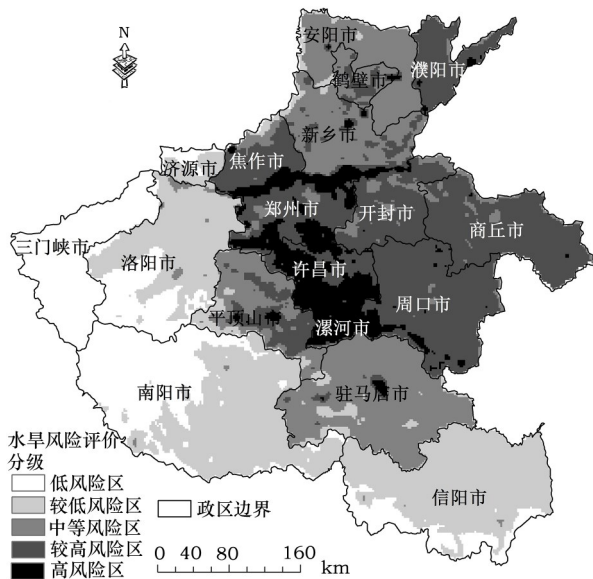 N
安阳市
鹤壁市
濮阳市
新乡市
济源市
焦作市
郑州市
开封市
商丘市
三门峡市
洛阳市
许昌市
平顶山市
漯河市
周口市
南阳市
驻马店市
信阳市
水旱风险评价
分级
低风险区
较低风险区
中等风险区
较高风险区
高风险区
政区边界
0 40 80 160
km